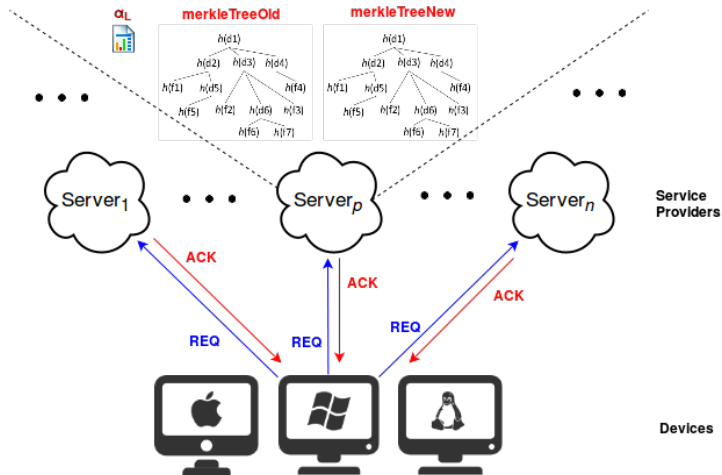 αL
merkleTreeOld
merkleTreeNew
h(d1)
h(d2) h(d3) h(d4)
h(f1) h(d5) h(f4)
h(f5) h(f2) h(d6) h(f3)
h(f6) h(f7)
h(d1)
h(d2) h(d3) h(d4)
h(f1) h(d5) h(f4)
h(f5) h(f2) h(d6) h(f3)
h(f6) h(f7)
Server1
Serverp
Servern
Service
Providers
ACK
ACK
ACK
REQ
REQ
REQ
Devices